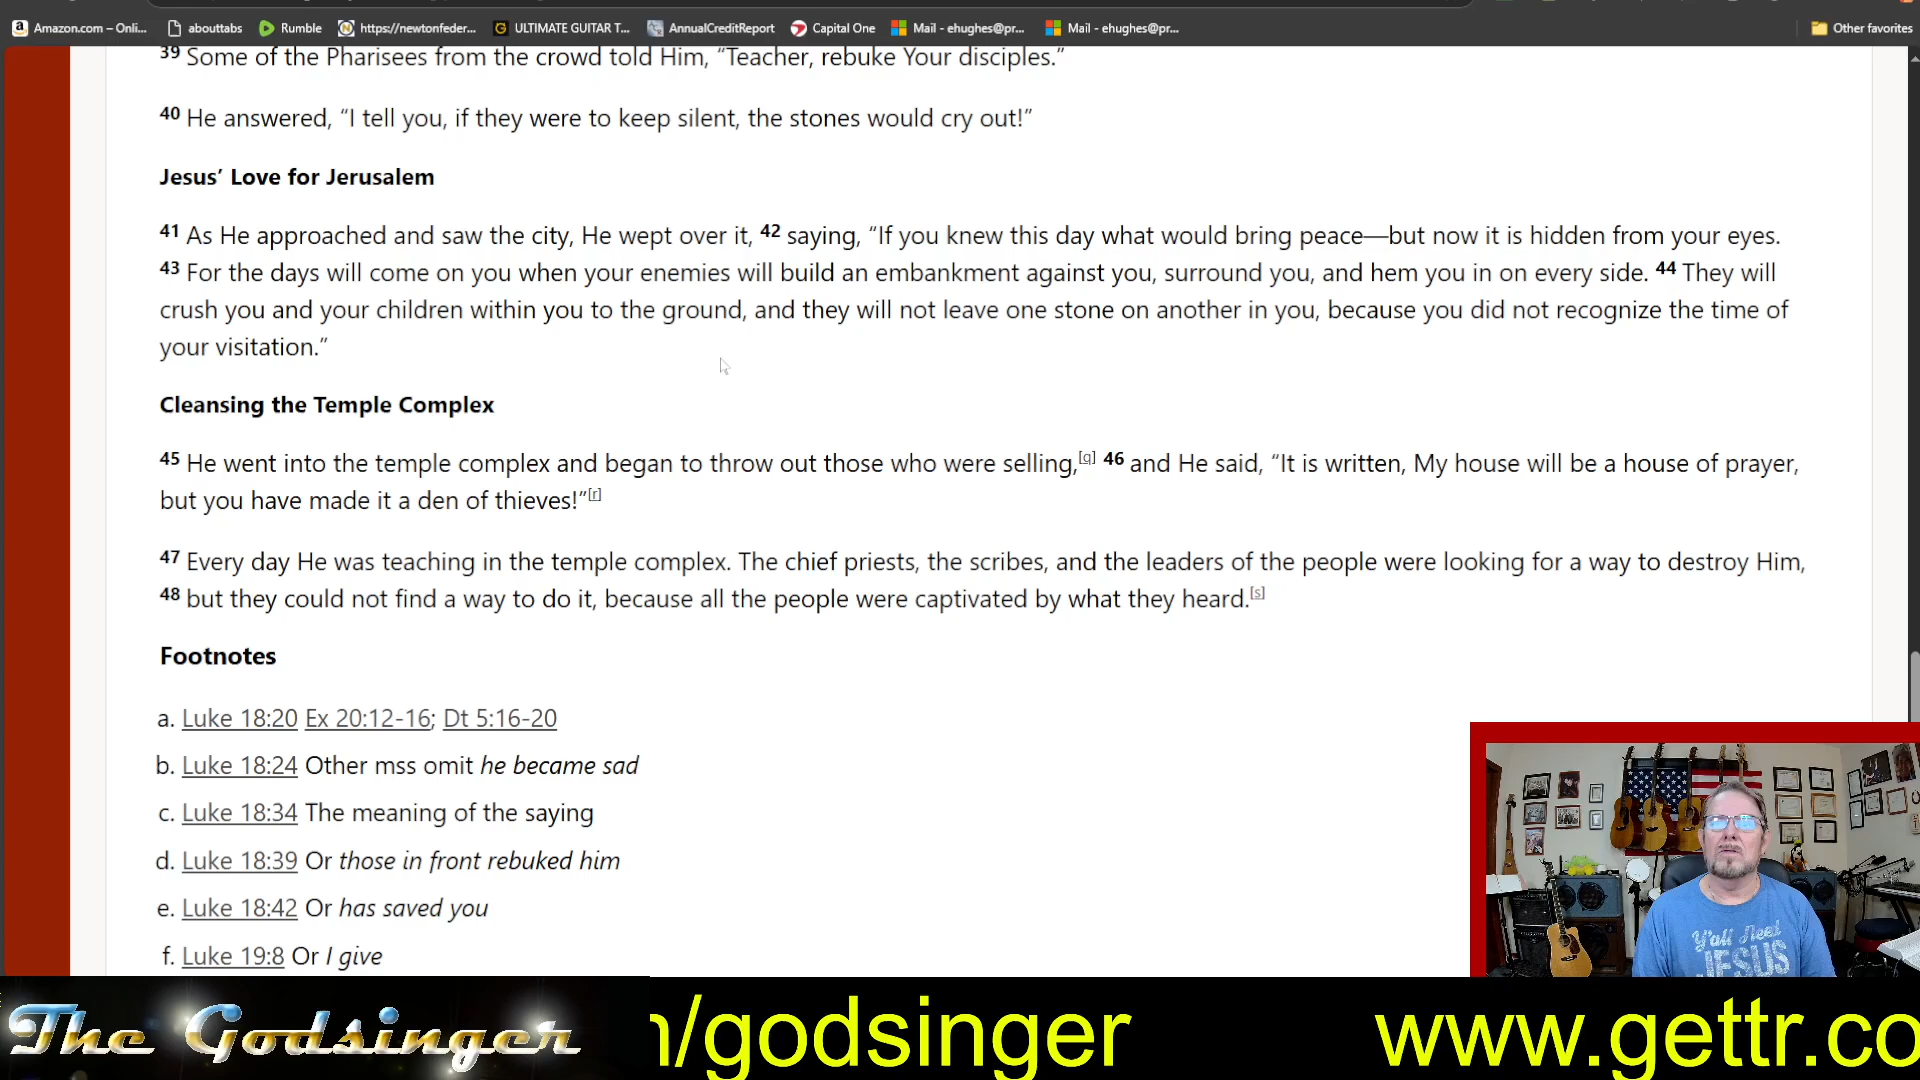 Amazon.com – Onli... abouttabs Rumble https://newtonfeder... ULTIMATE GUITAR T... AnnualCreditReport Capital One Mail - ehughes@pr... Mail - ehughes@pr... Other favorites
39 Some of the Pharisees from the crowd told Him, “Teacher, rebuke Your disciples.”
40 He answered, “I tell you, if they were to keep silent, the stones would cry out!”
Jesus’ Love for Jerusalem
41 As He approached and saw the city, He wept over it, 42 saying, “If you knew this day what would bring peace—but now it is hidden from your eyes.
43 For the days will come on you when your enemies will build an embankment against you, surround you, and hem you in on every side. 44 They will
crush you and your children within you to the ground, and they will not leave one stone on another in you, because you did not recognize the time of
your visitation.”
Cleansing the Temple Complex
45 He went into the temple complex and began to throw out those who were selling,[q] 46 and He said, “It is written, My house will be a house of prayer,
but you have made it a den of thieves!”[r]
47 Every day He was teaching in the temple complex. The chief priests, the scribes, and the leaders of the people were looking for a way to destroy Him,
48 but they could not find a way to do it, because all the people were captivated by what they heard.[s]
Footnotes
a. Luke 18:20 Ex 20:12-16; Dt 5:16-20
b. Luke 18:24 Other mss omit he became sad
c. Luke 18:34 The meaning of the saying
d. Luke 18:39 Or those in front rebuked him
e. Luke 18:42 Or has saved you
f. Luke 19:8 Or I give
Y'all Need
JESUS
The Godsinger
/godsinger
www.gettr.co